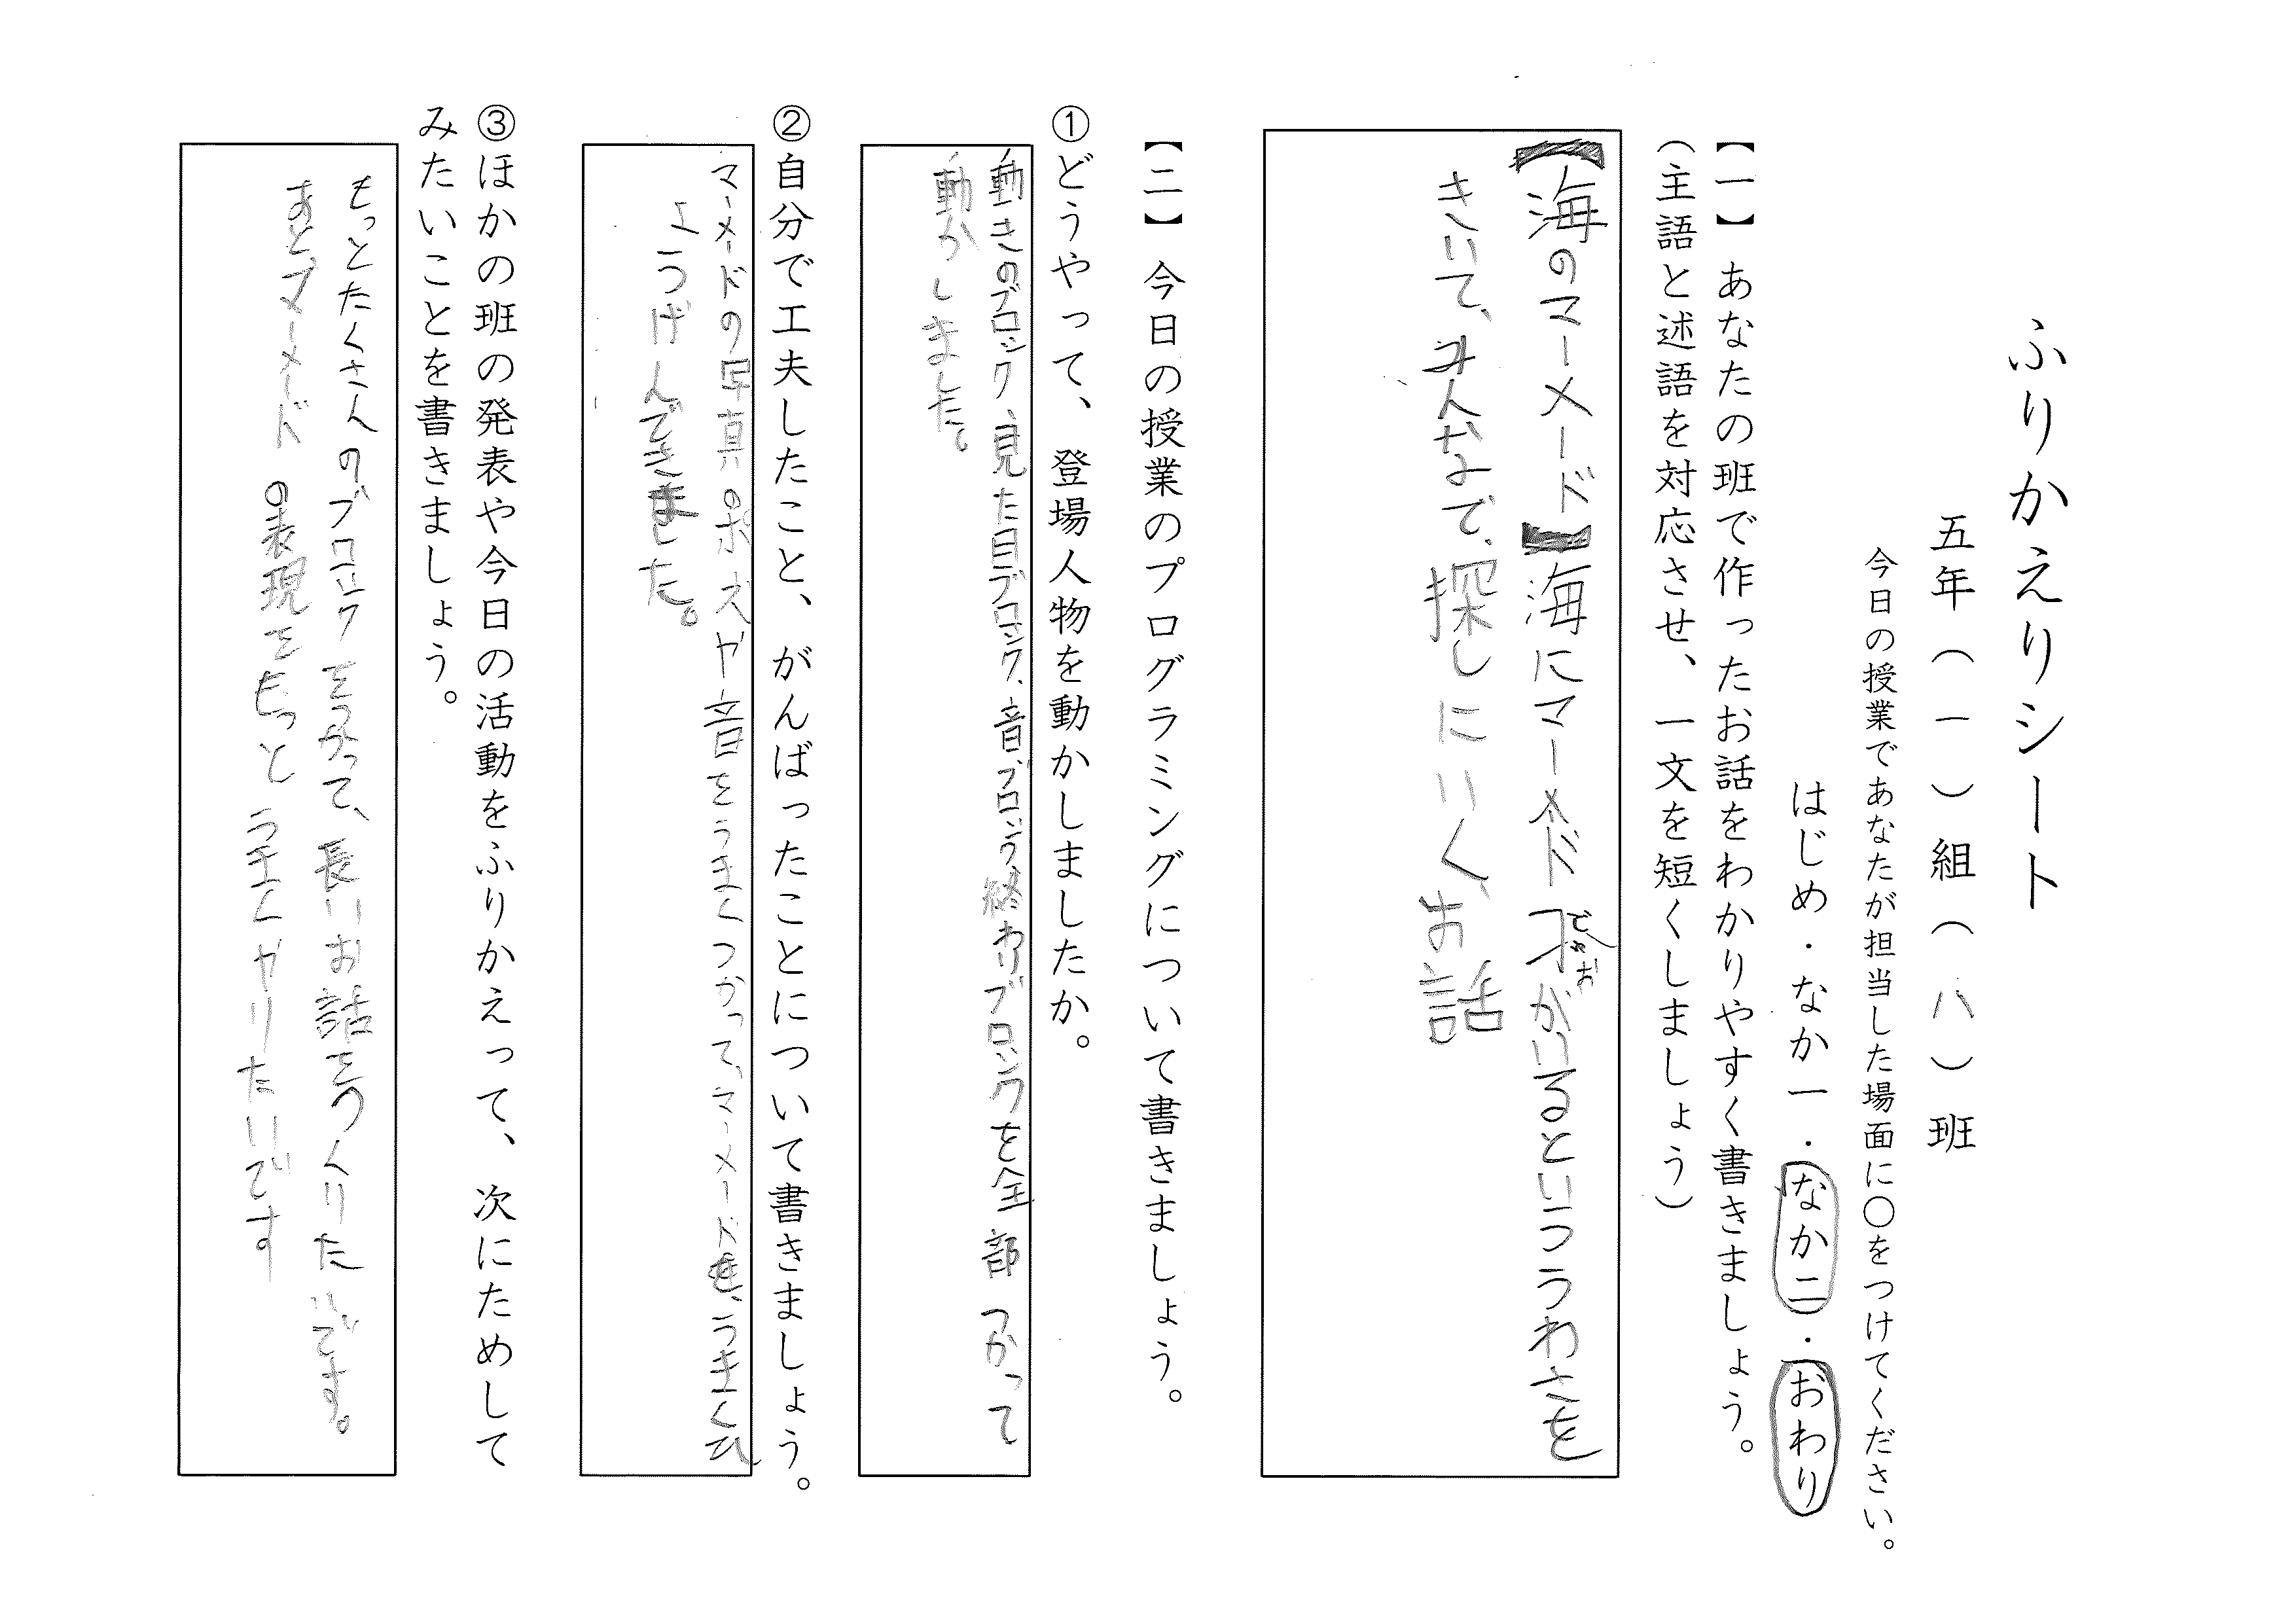 ふりかえりシート
五年（一）組（八）班
今日の授業であなたが担当した場面に〇をつけてください。
はじめ・なか一・なか二・おわり
【一】あなたの班で作ったお話をわかりやすく書きましょう。
（主語と述語を対応させ、一文を短くしましょう）
【海のマーメード】海にマーメードがいるといううわさを
きいて、みんなで、探しにいく、お話
【二】今日の授業のプログラミングについて書きましょう。
①どうやって、登場人物を動かしましたか。
動きのブロック、見た目ブロック、音ブロック、終わりブロックを全部つかって
動かしました。
②自分で工夫したこと、がんばったことについて書きましょう。
マーメードの写真のポーズや音をうまくつかって、マーメードを、うまくひ
ょうげんできました。
③ほかの班の発表や今日の活動をふりかえって、次にためして
みたいことを書きましょう。
もっとたくさんのブロックをつかって、長いお話をつくりたいです。
あと、マーメードの表現をもっとうまくやりたいです